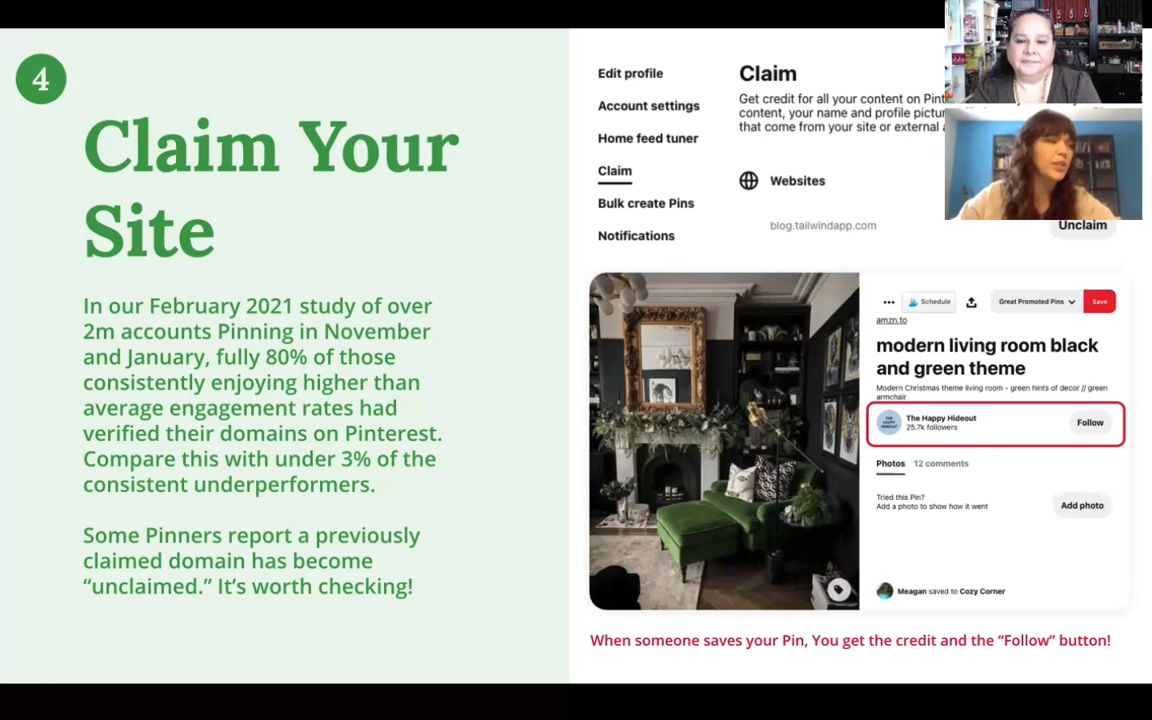 4
Claim Your
Site
In our February 2021 study of over
2m accounts Pinning in November
and January, fully 80% of those
consistently enjoying higher than
average engagement rates had
verified their domains on Pinterest.
Compare this with under 3% of the
consistent underperformers.
Some Pinners report a previously
claimed domain has become
“unclaimed.” It’s worth checking!
Edit profile
Account settings
Home feed tuner
Claim
Bulk create Pins
Notifications
Claim
Get credit for all your content on Pint
content, your name and profile pictur
that come from your site or external a
Websites
blog.tailwindapp.com
Unclaim
Schedule
Great Promoted Pins
Save
amzn.to
modern living room black
and green theme
Modern Christmas theme living room - green hints of decor // green
armchair
THE HAPPY HIDEOUT
The Happy Hideout
25.7k followers
Follow
Photos 12 comments
Tried this Pin?
Add a photo to show how it went
Add photo
Meagan saved to Cozy Corner
When someone saves your Pin, You get the credit and the “Follow” button!